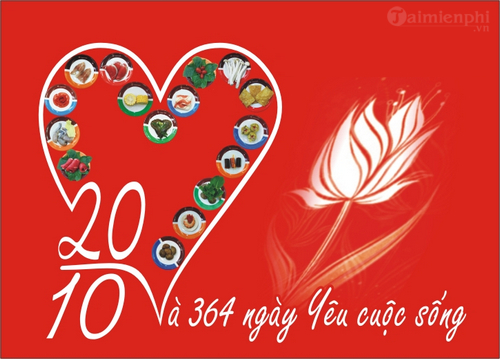 Taimienphi
.vn
20
10
và 364 ngày Yêu cuộc sống